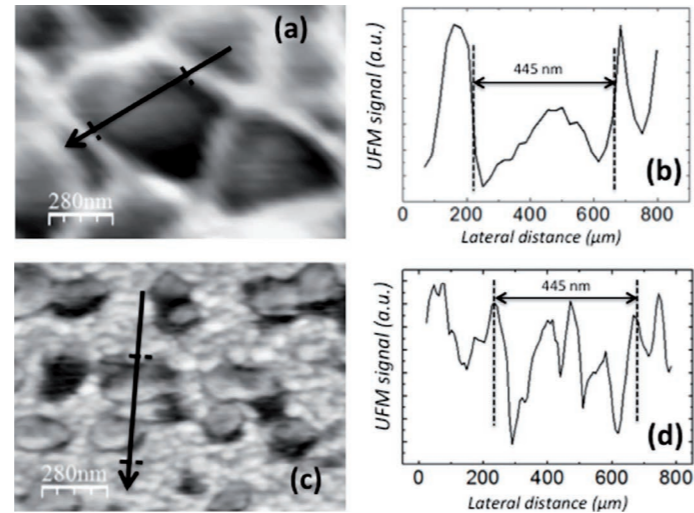 (a)
280nm
UFM signal (a.u.)
445 nm
(b)
0 200 400 600 800
Lateral distance (μm)
280nm
(c)
UFM signal (a.u.)
445 nm
(d)
0 200 400 600 800
Lateral distance (μm)